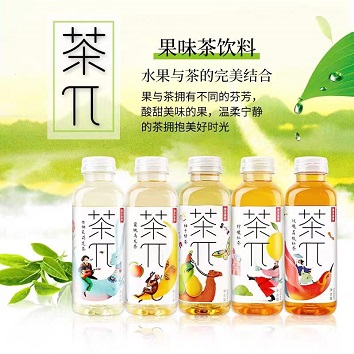 茶π
果味茶饮料
水果与茶的完美结合
果与茶拥有不同的芬芳,
酸甜美味的果,温柔宁静
的茶拥抱美好时光
茶π
茶π
茶π
茶π
茶π